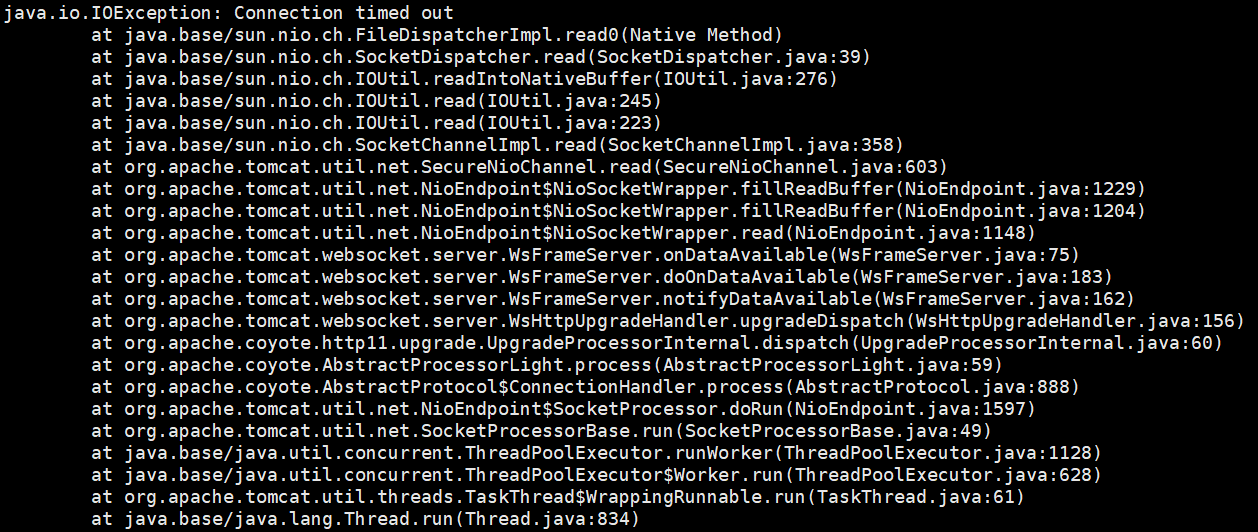 java.io.IOException: Connection timed out
at java.base/sun.nio.ch.FileDispatcherImpl.read0(Native Method)
at java.base/sun.nio.ch.SocketDispatcher.read(SocketDispatcher.java:39)
at java.base/sun.nio.ch.IOUtil.readIntoNativeBuffer(IOUtil.java:276)
at java.base/sun.nio.ch.IOUtil.read(IOUtil.java:245)
at java.base/sun.nio.ch.IOUtil.read(IOUtil.java:223)
at java.base/sun.nio.ch.SocketChannelImpl.read(SocketChannelImpl.java:358)
at org.apache.tomcat.util.net.SecureNioChannel.read(SecureNioChannel.java:603)
at org.apache.tomcat.util.net.NioEndpoint$NioSocketWrapper.fillReadBuffer(NioEndpoint.java:1229)
at org.apache.tomcat.util.net.NioEndpoint$NioSocketWrapper.fillReadBuffer(NioEndpoint.java:1204)
at org.apache.tomcat.util.net.NioEndpoint$NioSocketWrapper.read(NioEndpoint.java:1148)
at org.apache.tomcat.websocket.server.WsFrameServer.onDataAvailable(WsFrameServer.java:75)
at org.apache.tomcat.websocket.server.WsFrameServer.doOnDataAvailable(WsFrameServer.java:183)
at org.apache.tomcat.websocket.server.WsFrameServer.notifyDataAvailable(WsFrameServer.java:162)
at org.apache.tomcat.websocket.server.WsHttpUpgradeHandler.upgradeDispatch(WsHttpUpgradeHandler.java:156)
at org.apache.coyote.http11.upgrade.UpgradeProcessorInternal.dispatch(UpgradeProcessorInternal.java:60)
at org.apache.coyote.AbstractProcessorLight.process(AbstractProcessorLight.java:59)
at org.apache.coyote.AbstractProtocol$ConnectionHandler.process(AbstractProtocol.java:888)
at org.apache.tomcat.util.net.NioEndpoint$SocketProcessor.doRun(NioEndpoint.java:1597)
at org.apache.tomcat.util.net.SocketProcessorBase.run(SocketProcessorBase.java:49)
at java.base/java.util.concurrent.ThreadPoolExecutor.runWorker(ThreadPoolExecutor.java:1128)
at java.base/java.util.concurrent.ThreadPoolExecutor$Worker.run(ThreadPoolExecutor.java:628)
at org.apache.tomcat.util.threads.TaskThread$WrappingRunnable.run(TaskThread.java:61)
at java.base/java.lang.Thread.run(Thread.java:834)